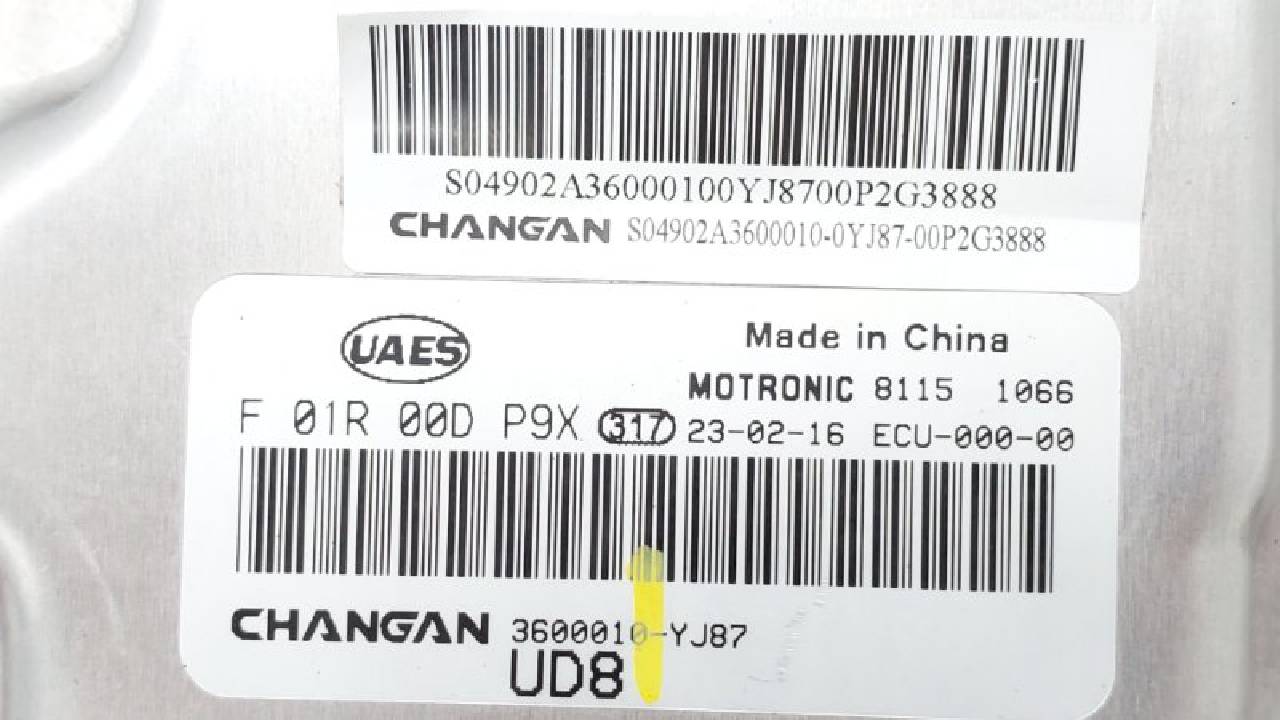 S04902A36000100YJ8700P2G3888
CHANGAN S04902A3600010-0YJ87-00P2G3888
UAES
Made in China
MOTRONIC 8115 1066
F 01R 00D P9X 317 23-02-16 ECU-000-00
CHANGAN 3600010-YJ87
UD8